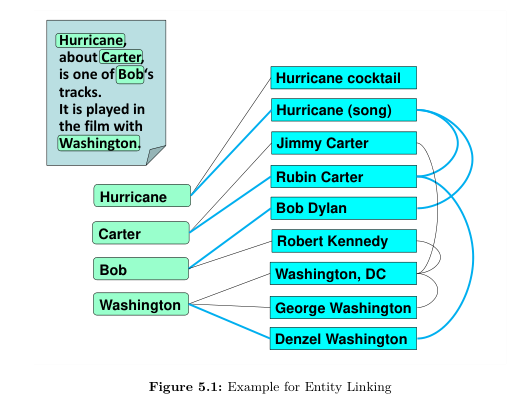 Hurricane,
about Carter,
is one of Bob's
tracks.
It is played in
the film with
Washington.
Hurricane
Carter
Bob
Washington
Hurricane cocktail
Hurricane (song)
Jimmy Carter
Rubin Carter
Bob Dylan
Robert Kennedy
Washington, DC
George Washington
Denzel Washington
Figure 5.1: Example for Entity Linking